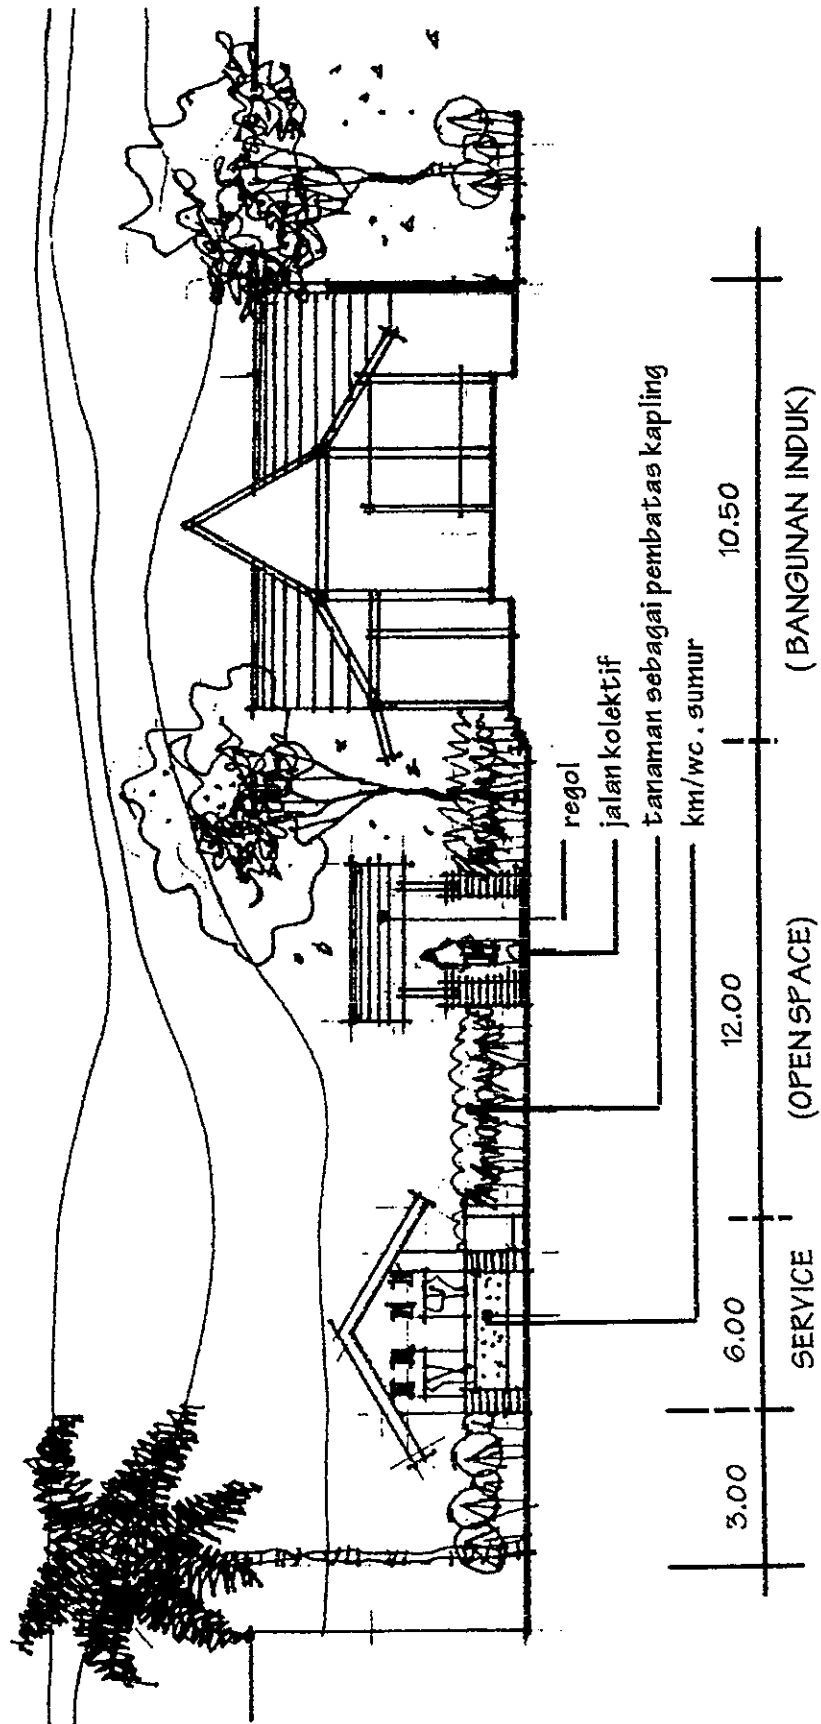 regol
jalan kolektif
tanaman sebagai pembatas kapling
km/wc . sumur
3.00 6.00 12.00 10.50
SERVICE (OPEN SPACE) (BANGUNAN INDUK)